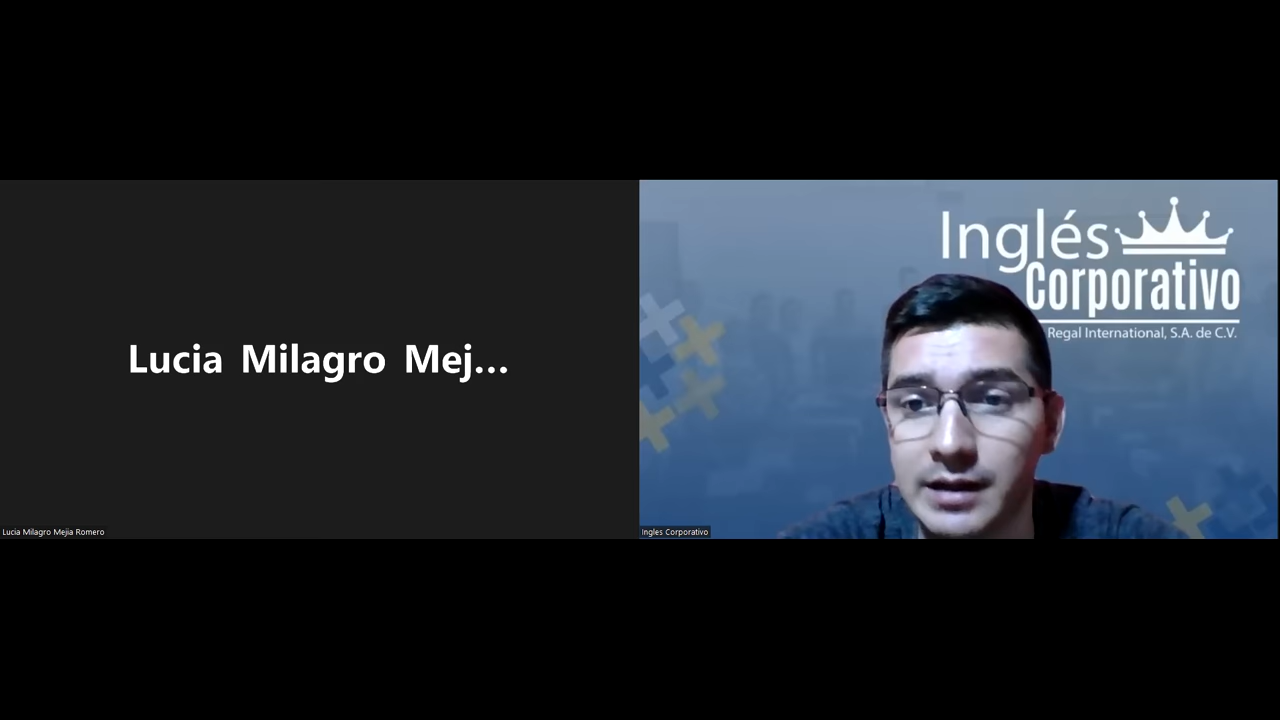 Lucia Milagro Mej...
Lucia Milagro Mejia Romero
Inglés
Corporativo
Regal International, S.A. de C.V.
Ingles Corporativo